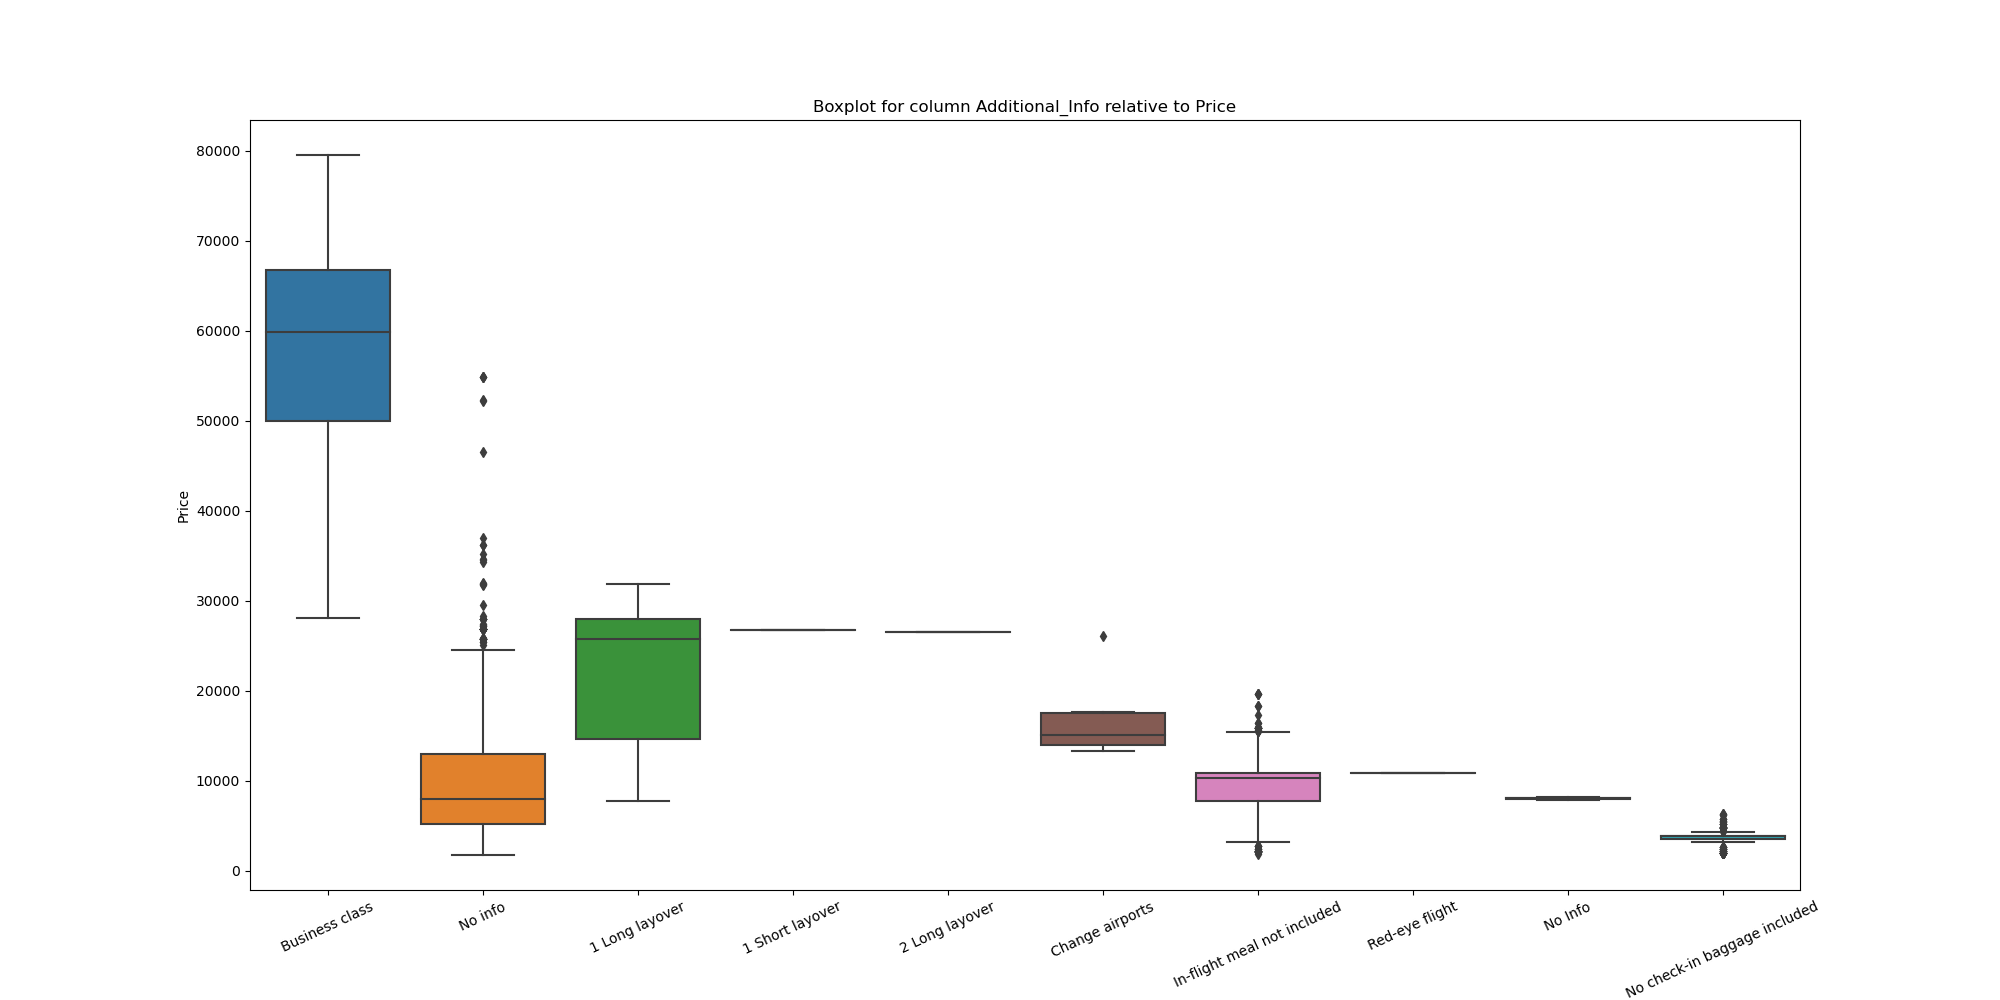 Boxplot for column Additional_Info relative to Price
80000
70000
60000
50000
40000
30000
20000
10000
0
Price
Business class
No info
1 Long layover
1 Short layover
2 Long layover
Change airports
In-flight meal not included
Red-eye flight
No Info
No check-in baggage included